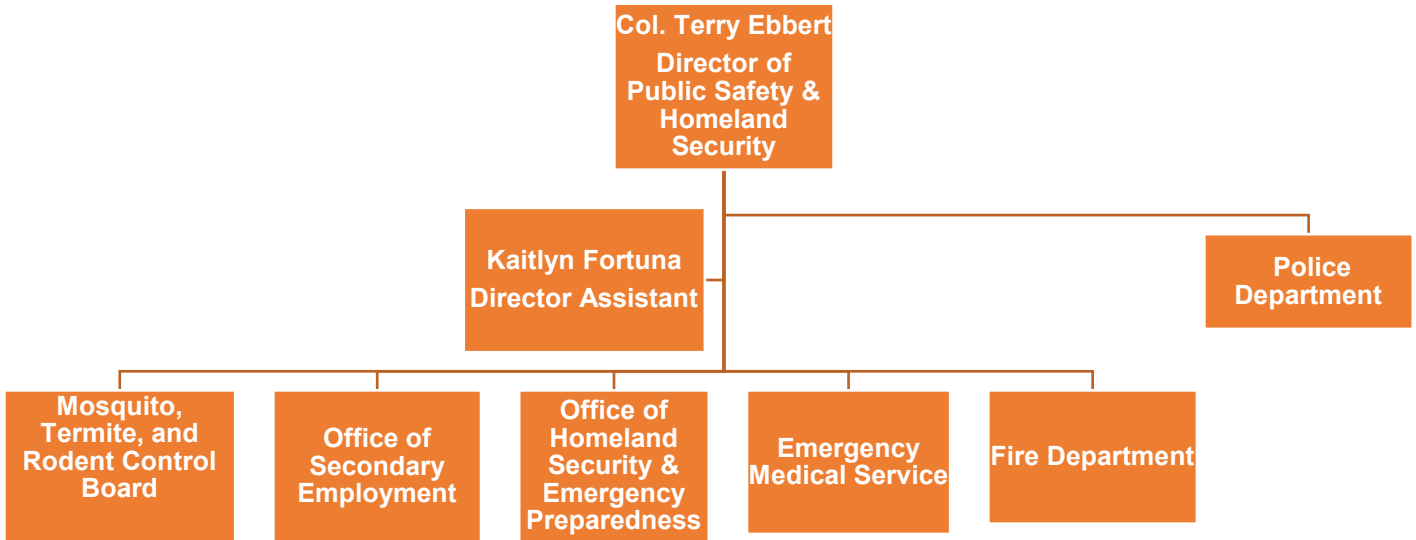 Col. Terry Ebbert
Director of
Public Safety &
Homeland
Security
Kaitlyn Fortuna
Director Assistant
Police
Department
Mosquito,
Termite, and
Rodent Control
Board
Office of
Secondary
Employment
Office of
Homeland
Security &
Emergency
Preparedness
Emergency
Medical Service
Fire Department